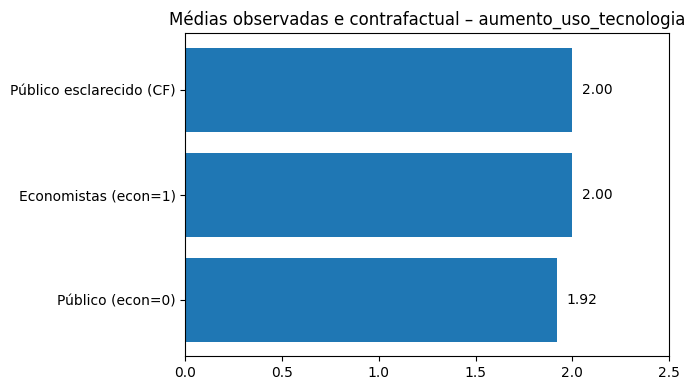 Médias observadas e contrafactual – aumento_uso_tecnologia
Público esclarecido (CF)
2.00
Economistas (econ=1)
2.00
Público (econ=0)
1.92
0.0 0.5 1.0 1.5 2.0 2.5